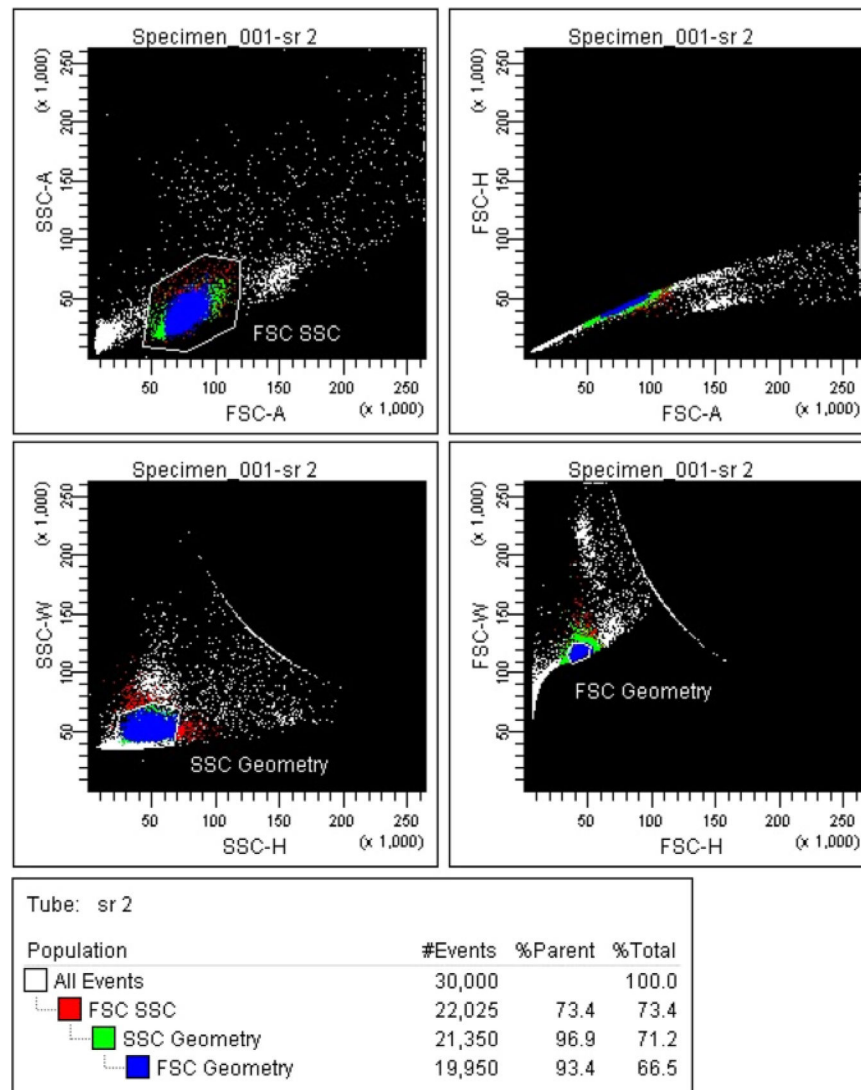 Specimen_001-sr 2
SSC-A
(x 1,000)
250
200
150
100
50
FSC SSC
50 100 150 200 250
FSC-A
(x 1,000)
Specimen_001-sr 2
FSC-H
(x 1,000)
250
200
150
100
50
50 100 150 200 250
FSC-A
(x 1,000)
Specimen_001-sr 2
SSC-W
(x 1,000)
250
200
150
100
50
SSC Geometry
50 100 150 200 250
SSC-H
(x 1,000)
Specimen_001-sr 2
FSC-W
(x 1,000)
250
200
150
100
50
FSC Geometry
50 100 150 200 250
FSC-H
(x 1,000)
Tube: sr 2
Population #Events %Parent %Total
All Events 30,000 100.0
FSC SSC 22,025 73.4 73.4
SSC Geometry 21,350 96.9 71.2
FSC Geometry 19,950 93.4 66.5